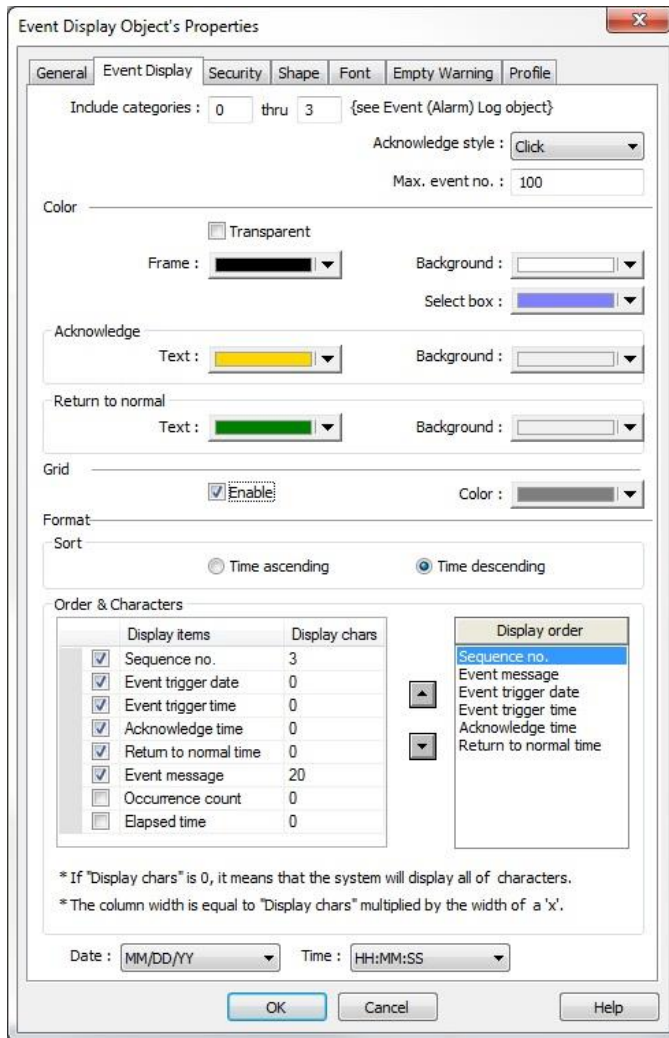 Event Display Object's Properties
General Event Display Security Shape Font Empty Warning Profile
Include categories : 0 thru 3 {see Event (Alarm) Log object}
Acknowledge style : Click
Max. event no. : 100
Color
Transparent
Frame : Background :
Select box :
Acknowledge
Text : Background :
Return to normal
Text : Background :
Grid
Enable Color :
Format
Sort
Time ascending Time descending
Order & Characters
Display items Display chars
Sequence no. 3
Event trigger date 0
Event trigger time 0
Acknowledge time 0
Return to normal time 0
Event message 20
Occurrence count 0
Elapsed time 0
Display order
Sequence no.
Event message
Event trigger date
Event trigger time
Acknowledge time
Return to normal time
* If "Display chars" is 0, it means that the system will display all of characters.
* The column width is equal to "Display chars" multiplied by the width of a 'x'.
Date : MM/DD/YY Time : HH:MM:SS
OK Cancel Help